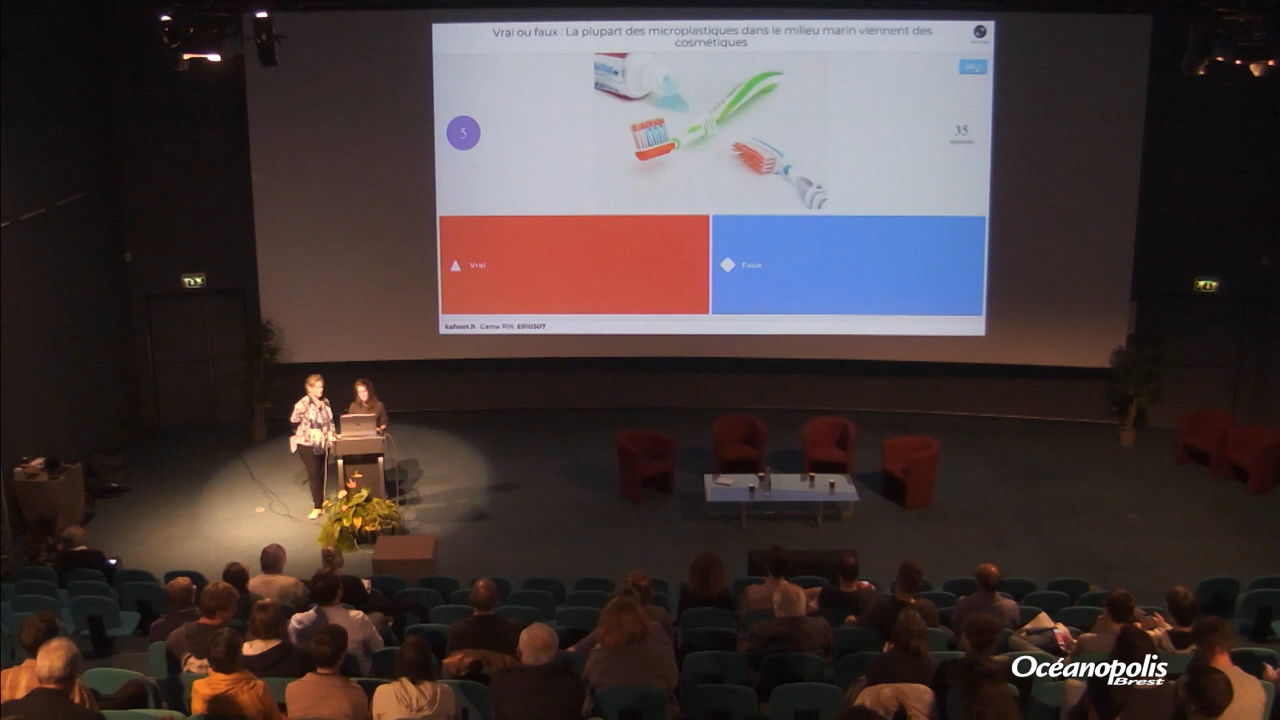 Vrai ou faux : La plupart des microplastiques dans le milieu marin viennent des
cosmétiques
5
35
Vrai
Faux
kahoot.it Game PIN: 6910507
Océanopolis
Brest